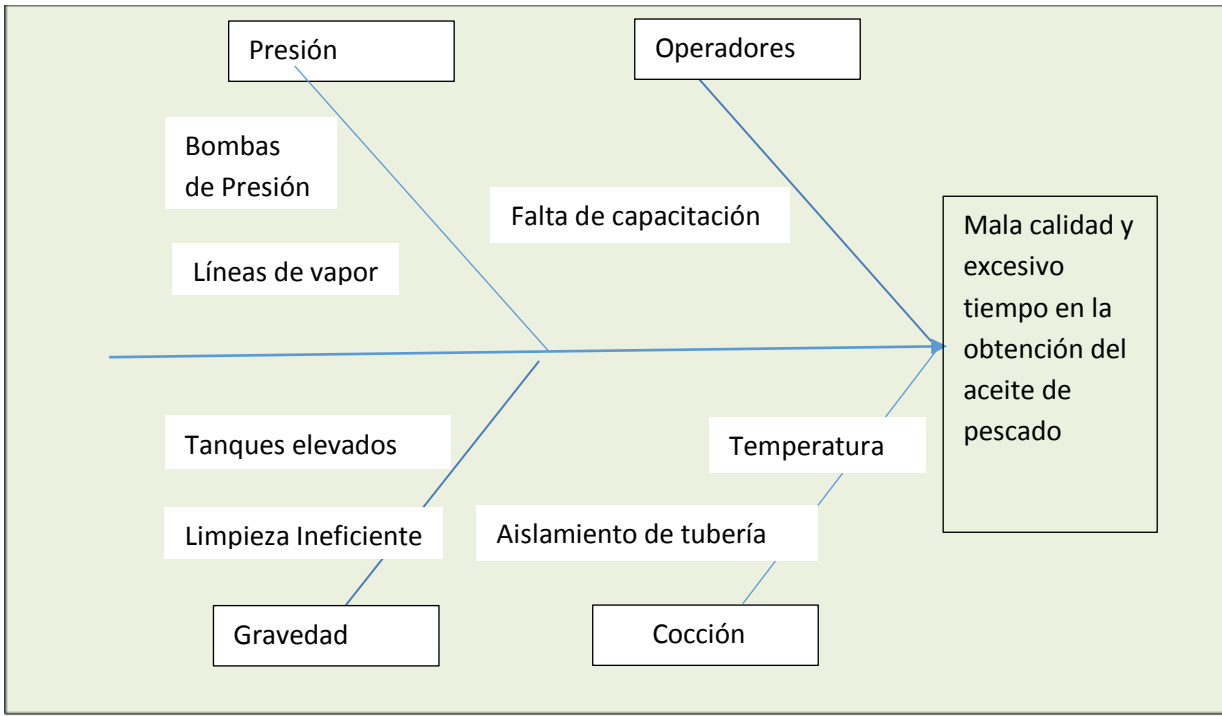 Presión
Operadores
Bombas
de Presión
Falta de capacitación
Líneas de vapor
Mala calidad y
excesivo
tiempo en la
obtención del
aceite de
pescado
Tanques elevados
Temperatura
Limpieza Ineficiente
Aislamiento de tubería
Gravedad
Cocción